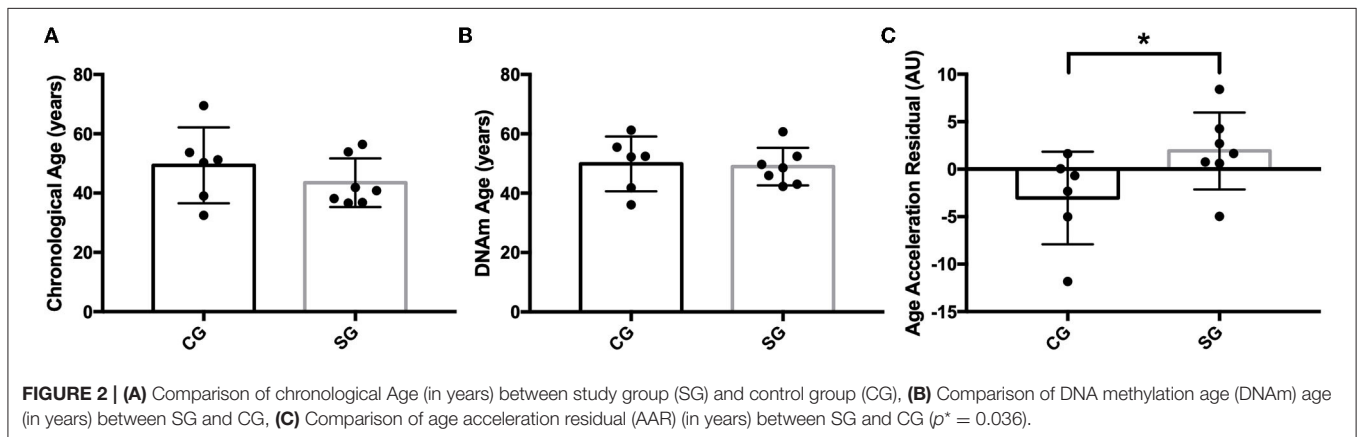 A
Chronological Age (years)
80
60
40
20
0
CG
SG
B
DNAm Age (years)
80
60
40
20
0
CG
SG
C
*
Age Acceleration Residual (AU)
10
5
0
-5
-10
-15
CG
SG
FIGURE 2 | (A) Comparison of chronological Age (in years) between study group (SG) and control group (CG), (B) Comparison of DNA methylation age (DNAm) age
(in years) between SG and CG, (C) Comparison of age acceleration residual (AAR) (in years) between SG and CG (p* = 0.036).